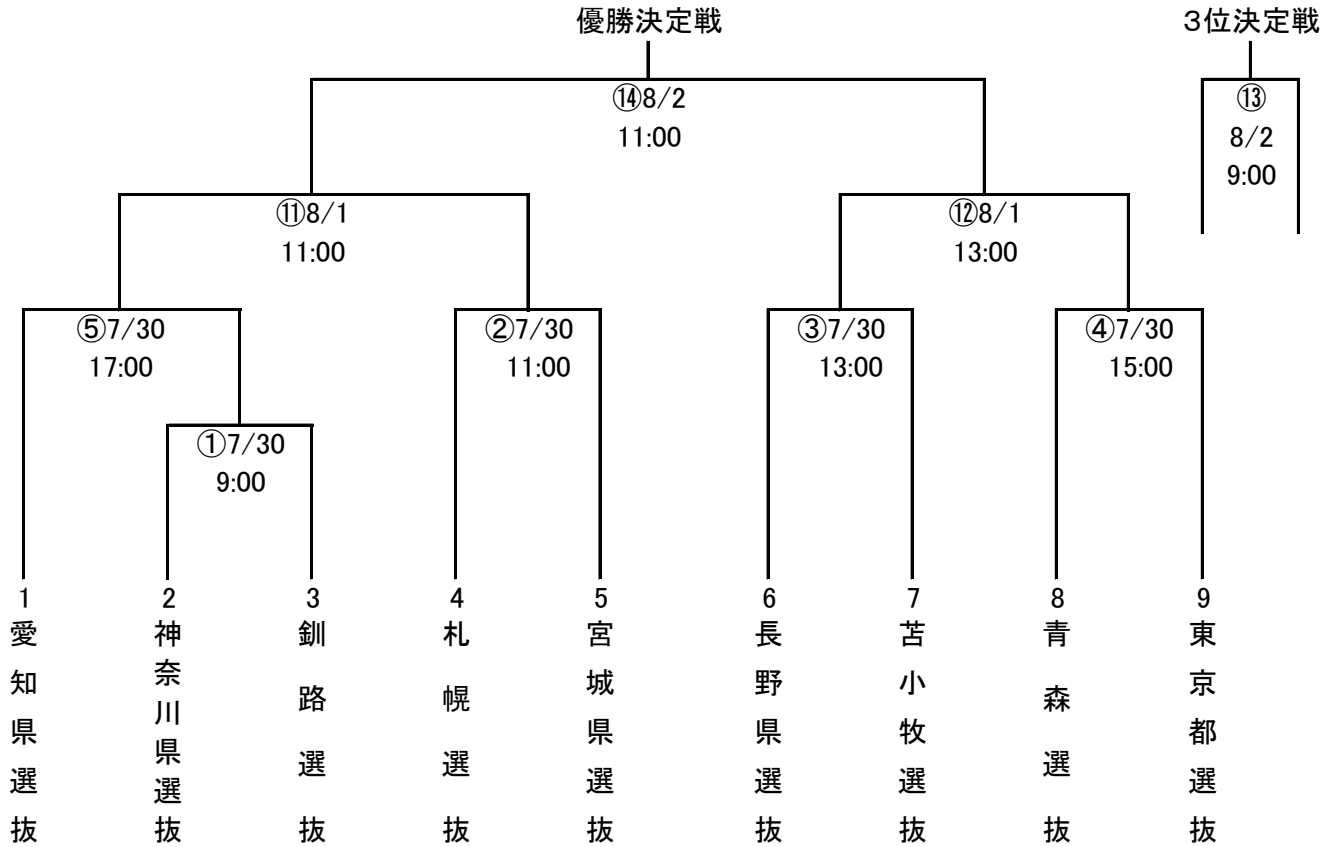 優勝決定戦
3位決定戦
⑭8/2
11:00
⑬
8/2
9:00
⑪8/1
11:00
⑫8/1
13:00
⑤7/30
17:00
②7/30
11:00
③7/30
13:00
④7/30
15:00
①7/30
9:00
1
愛知県選抜
2
神奈川県選抜
3
釧路選抜
4
札幌選抜
5
宮城県選抜
6
長野県選抜
7
苫小牧選抜
8
青森選抜
9
東京都選抜